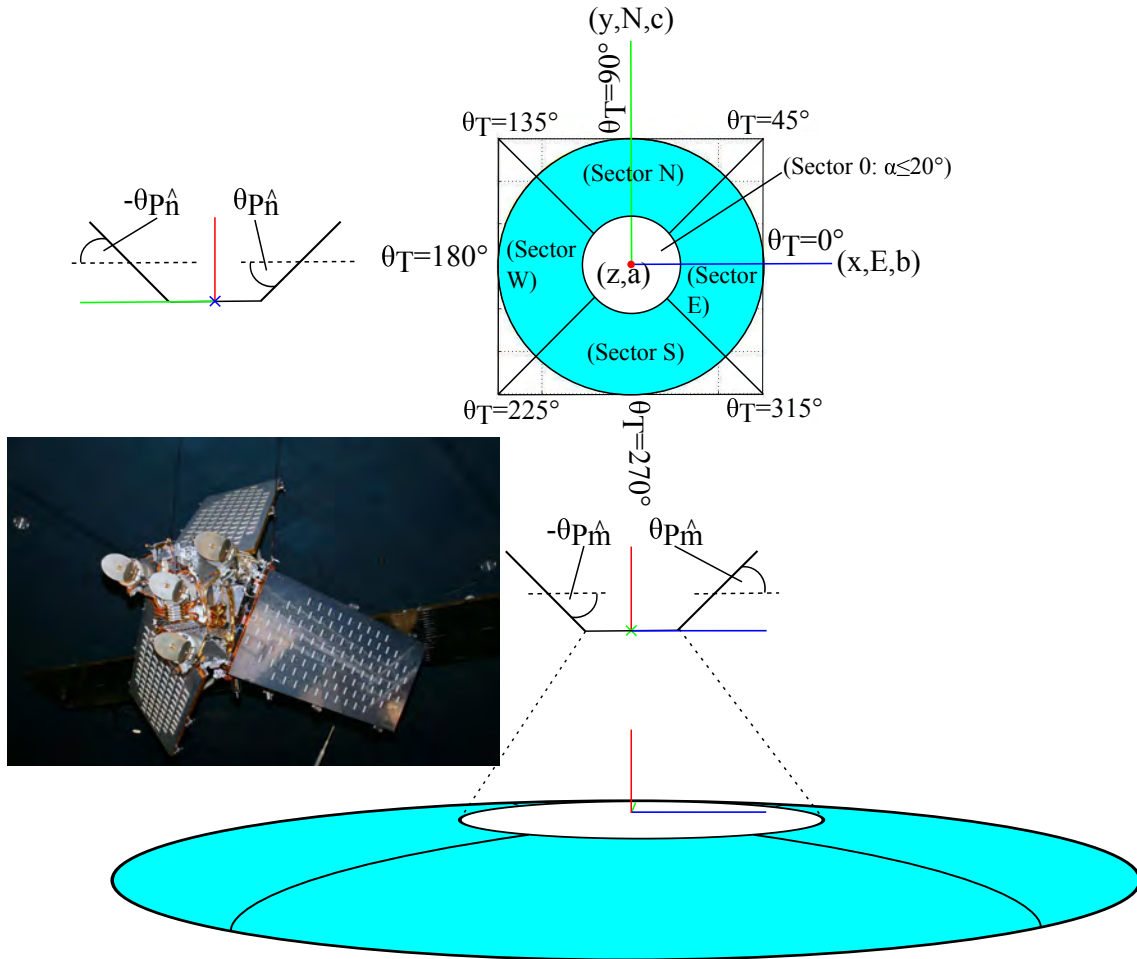 (y,N,c)
θT=90°
θT=135°
θT=45°
(Sector N)
(Sector 0: α≤20°)
-θPn̂
θPn̂
θT=180°
(Sector
W)
(z,a)
θT=0°
(x,E,b)
(Sector
E)
(Sector S)
θT=225°
θT=270°
θT=315°
-θPm̂
θPm̂